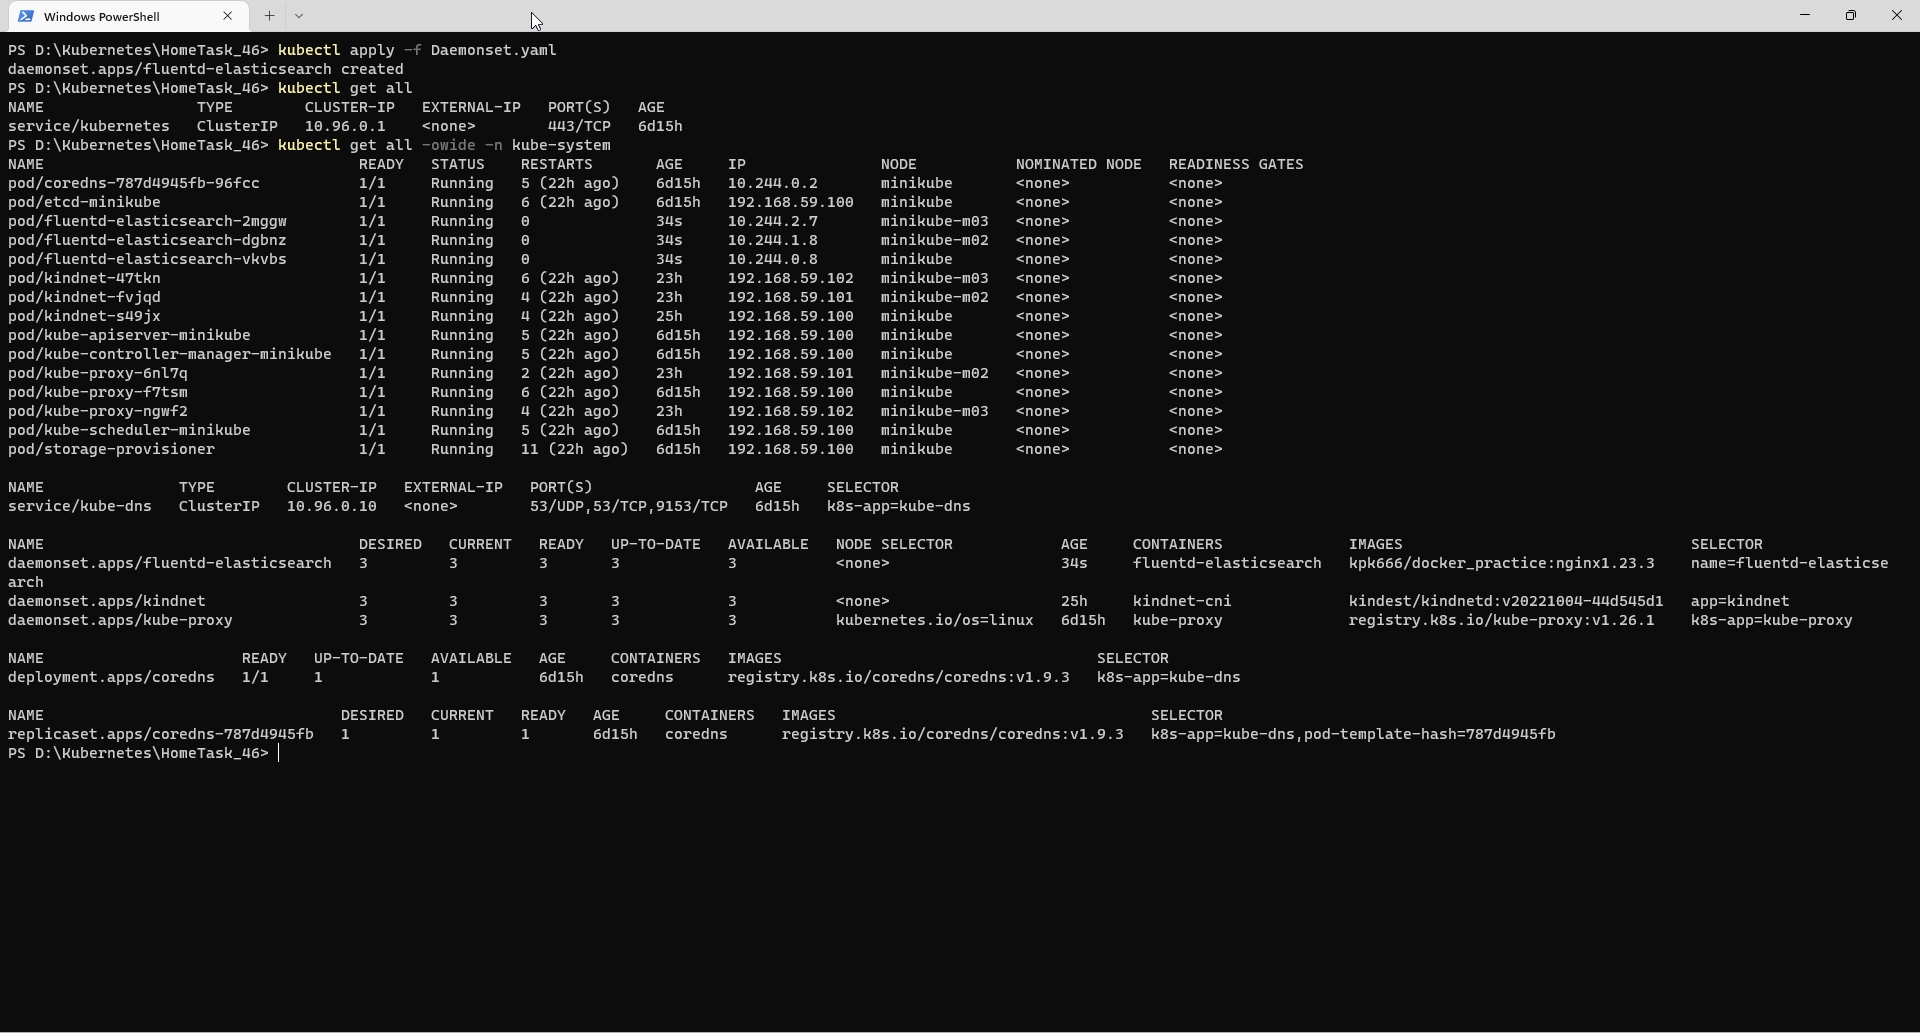 Windows PowerShell
PS D:\Kubernetes\HomeTask_46> kubectl apply -f Daemonset.yaml
daemonset.apps/fluentd-elasticsearch created
PS D:\Kubernetes\HomeTask_46> kubectl get all
NAME                 TYPE        CLUSTER-IP   EXTERNAL-IP   PORT(S)   AGE
service/kubernetes   ClusterIP   10.96.0.1    <none>        443/TCP   6d15h
PS D:\Kubernetes\HomeTask_46> kubectl get all -owide -n kube-system
NAME                                   READY   STATUS    RESTARTS       AGE     IP               NODE           NOMINATED NODE   READINESS GATES
pod/coredns-787d4945fb-96fcc           1/1     Running   5 (22h ago)    6d15h   10.244.0.2       minikube       <none>           <none>
pod/etcd-minikube                      1/1     Running   6 (22h ago)    6d15h   192.168.59.100   minikube       <none>           <none>
pod/fluentd-elasticsearch-2mggw        1/1     Running   0              34s     10.244.2.7       minikube-m03   <none>           <none>
pod/fluentd-elasticsearch-dgbnz        1/1     Running   0              34s     10.244.1.8       minikube-m02   <none>           <none>
pod/fluentd-elasticsearch-vkvbs        1/1     Running   0              34s     10.244.0.8       minikube       <none>           <none>
pod/kindnet-47tkn                      1/1     Running   6 (22h ago)    23h     192.168.59.102   minikube-m03   <none>           <none>
pod/kindnet-fvjqd                      1/1     Running   4 (22h ago)    23h     192.168.59.101   minikube-m02   <none>           <none>
pod/kindnet-s49jx                      1/1     Running   4 (22h ago)    25h     192.168.59.100   minikube       <none>           <none>
pod/kube-apiserver-minikube            1/1     Running   5 (22h ago)    6d15h   192.168.59.100   minikube       <none>           <none>
pod/kube-controller-manager-minikube   1/1     Running   5 (22h ago)    6d15h   192.168.59.100   minikube       <none>           <none>
pod/kube-proxy-6nl7q                   1/1     Running   2 (22h ago)    23h     192.168.59.101   minikube-m02   <none>           <none>
pod/kube-proxy-f7tsm                   1/1     Running   6 (22h ago)    6d15h   192.168.59.100   minikube       <none>           <none>
pod/kube-proxy-ngwf2                   1/1     Running   4 (22h ago)    23h     192.168.59.102   minikube-m03   <none>           <none>
pod/kube-scheduler-minikube            1/1     Running   5 (22h ago)    6d15h   192.168.59.100   minikube       <none>           <none>
pod/storage-provisioner                1/1     Running   11 (22h ago)   6d15h   192.168.59.100   minikube       <none>           <none>
NAME               TYPE        CLUSTER-IP   EXTERNAL-IP   PORT(S)                  AGE     SELECTOR
service/kube-dns   ClusterIP   10.96.0.10   <none>        53/UDP,53/TCP,9153/TCP   6d15h   k8s-app=kube-dns
NAME                                   DESIRED   CURRENT   READY   UP-TO-DATE   AVAILABLE   NODE SELECTOR            AGE     CONTAINERS              IMAGES                               SELECTOR
daemonset.apps/fluentd-elasticsearch   3         3         3       3            3           <none>                   34s     fluentd-elasticsearch   kpk666/docker_practice:nginx1.23.3   name=fluentd-elasticse
arch
daemonset.apps/kindnet                 3         3         3       3            3           <none>                   25h     kindnet-cni             kindest/kindnetd:v20221004-44d545d1   app=kindnet
daemonset.apps/kube-proxy              3         3         3       3            3           kubernetes.io/os=linux   6d15h   kube-proxy              registry.k8s.io/kube-proxy:v1.26.1   k8s-app=kube-proxy
NAME                      READY   UP-TO-DATE   AVAILABLE   AGE     CONTAINERS   IMAGES                                   SELECTOR
deployment.apps/coredns   1/1     1            1           6d15h   coredns      registry.k8s.io/coredns/coredns:v1.9.3   k8s-app=kube-dns
NAME                                 DESIRED   CURRENT   READY   AGE     CONTAINERS   IMAGES                                   SELECTOR
replicaset.apps/coredns-787d4945fb   1         1         1       6d15h   coredns      registry.k8s.io/coredns/coredns:v1.9.3   k8s-app=kube-dns,pod-template-hash=787d4945fb
PS D:\Kubernetes\HomeTask_46>